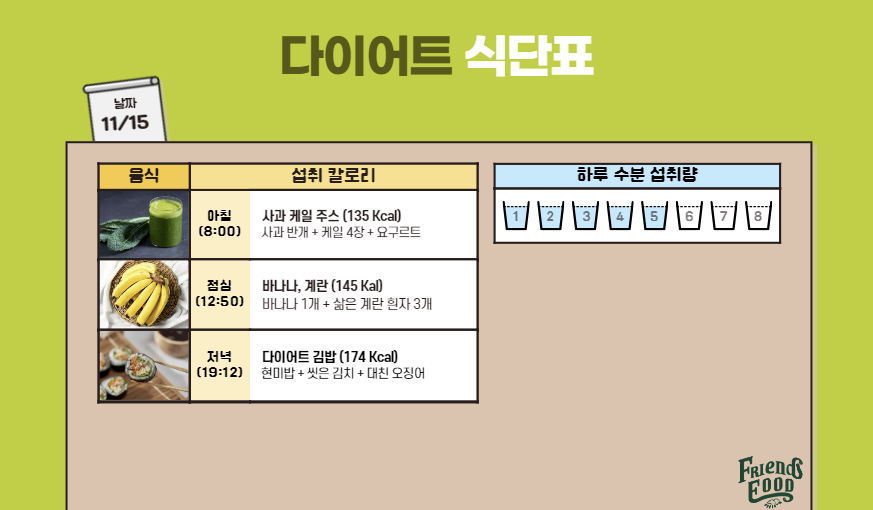 다이어트 식단표
날짜
11/15
음식 섭취 칼로리
아침
(8:00)
사과 케일 주스 (135 Kcal)
사과 반개 + 케일 4장 + 요구르트
점심
(12:50)
바나나, 계란 (145 Kal)
바나나 1개 + 삶은 계란 흰자 3개
저녁
(19:12)
다이어트 김밥 (174 Kcal)
현미밥 + 씻은 김치 + 대친 오징어
하루 수분 섭취량
1 2 3 4 5 6 7 8
FRIENDS
FOOD